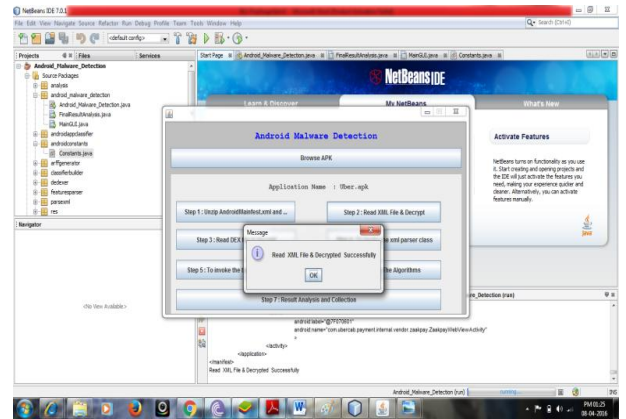 NetBeans IDE 7.0.1
File Edit View Navigate Source Refactor Run Debug Profile Team Tools Window Help
Search (Ctrl+I)
<default config>
Projects Files Services
Start Page Android_Malware_Detection.java FinalResultAnalysis.java MainGUI.java Constants.java
Android_Malware_Detection
Source Packages
analysis
android_malware_detection
Android_Malware_Detection.java
FinalResultAnalysis.java
MainGUI.java
androidappclassifier
androidconstants
Constants.java
arffgenerator
classifierbuilder
dedexer
featuresparser
parsexml
res
Navigator
<No View Available>
NetBeans IDE
Learn & Discover My NetBeans What's New
Activate Features
NetBeans turns on functionality as you use
it. Start creating and opening projects and
the IDE will just activate the features you
need, making your experience quicker and
cleaner. Alternatively, you can activate
features manually.
Java
Android Malware Detection
Browse APK
Application Name : Uber.apk
Step 1 : Unzip AndroidMainfest.xml and ...
Step 2 : Read XML File & Decrypt
Step 3 : Read DEX
xml parser class
Step 5 : To invoke the
the Algorithms
Step 7 : Result Analysis and Collection
Message
Read XML File & Decrypted Successfully
OK
re_Detection (run)
android:label="@7F070801"
android:name="com.ubercab.payment.internal.vendor.zaakpay.ZaakpayWebViewActivity"
>
</activity>
</application>
</manifest>
Read XML File & Decrypted Successfuly
Android_Malware_Detection (run) running... INS
PM 01:25
08-04-2016